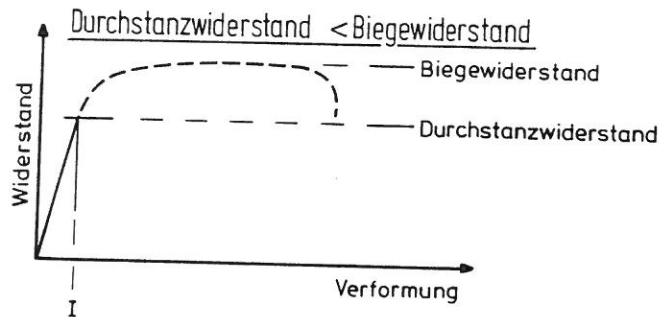 Durchstanzwiderstand < Biegewiderstand
Biegewiderstand
Durchstanzwiderstand
Widerstand
Verformung
I